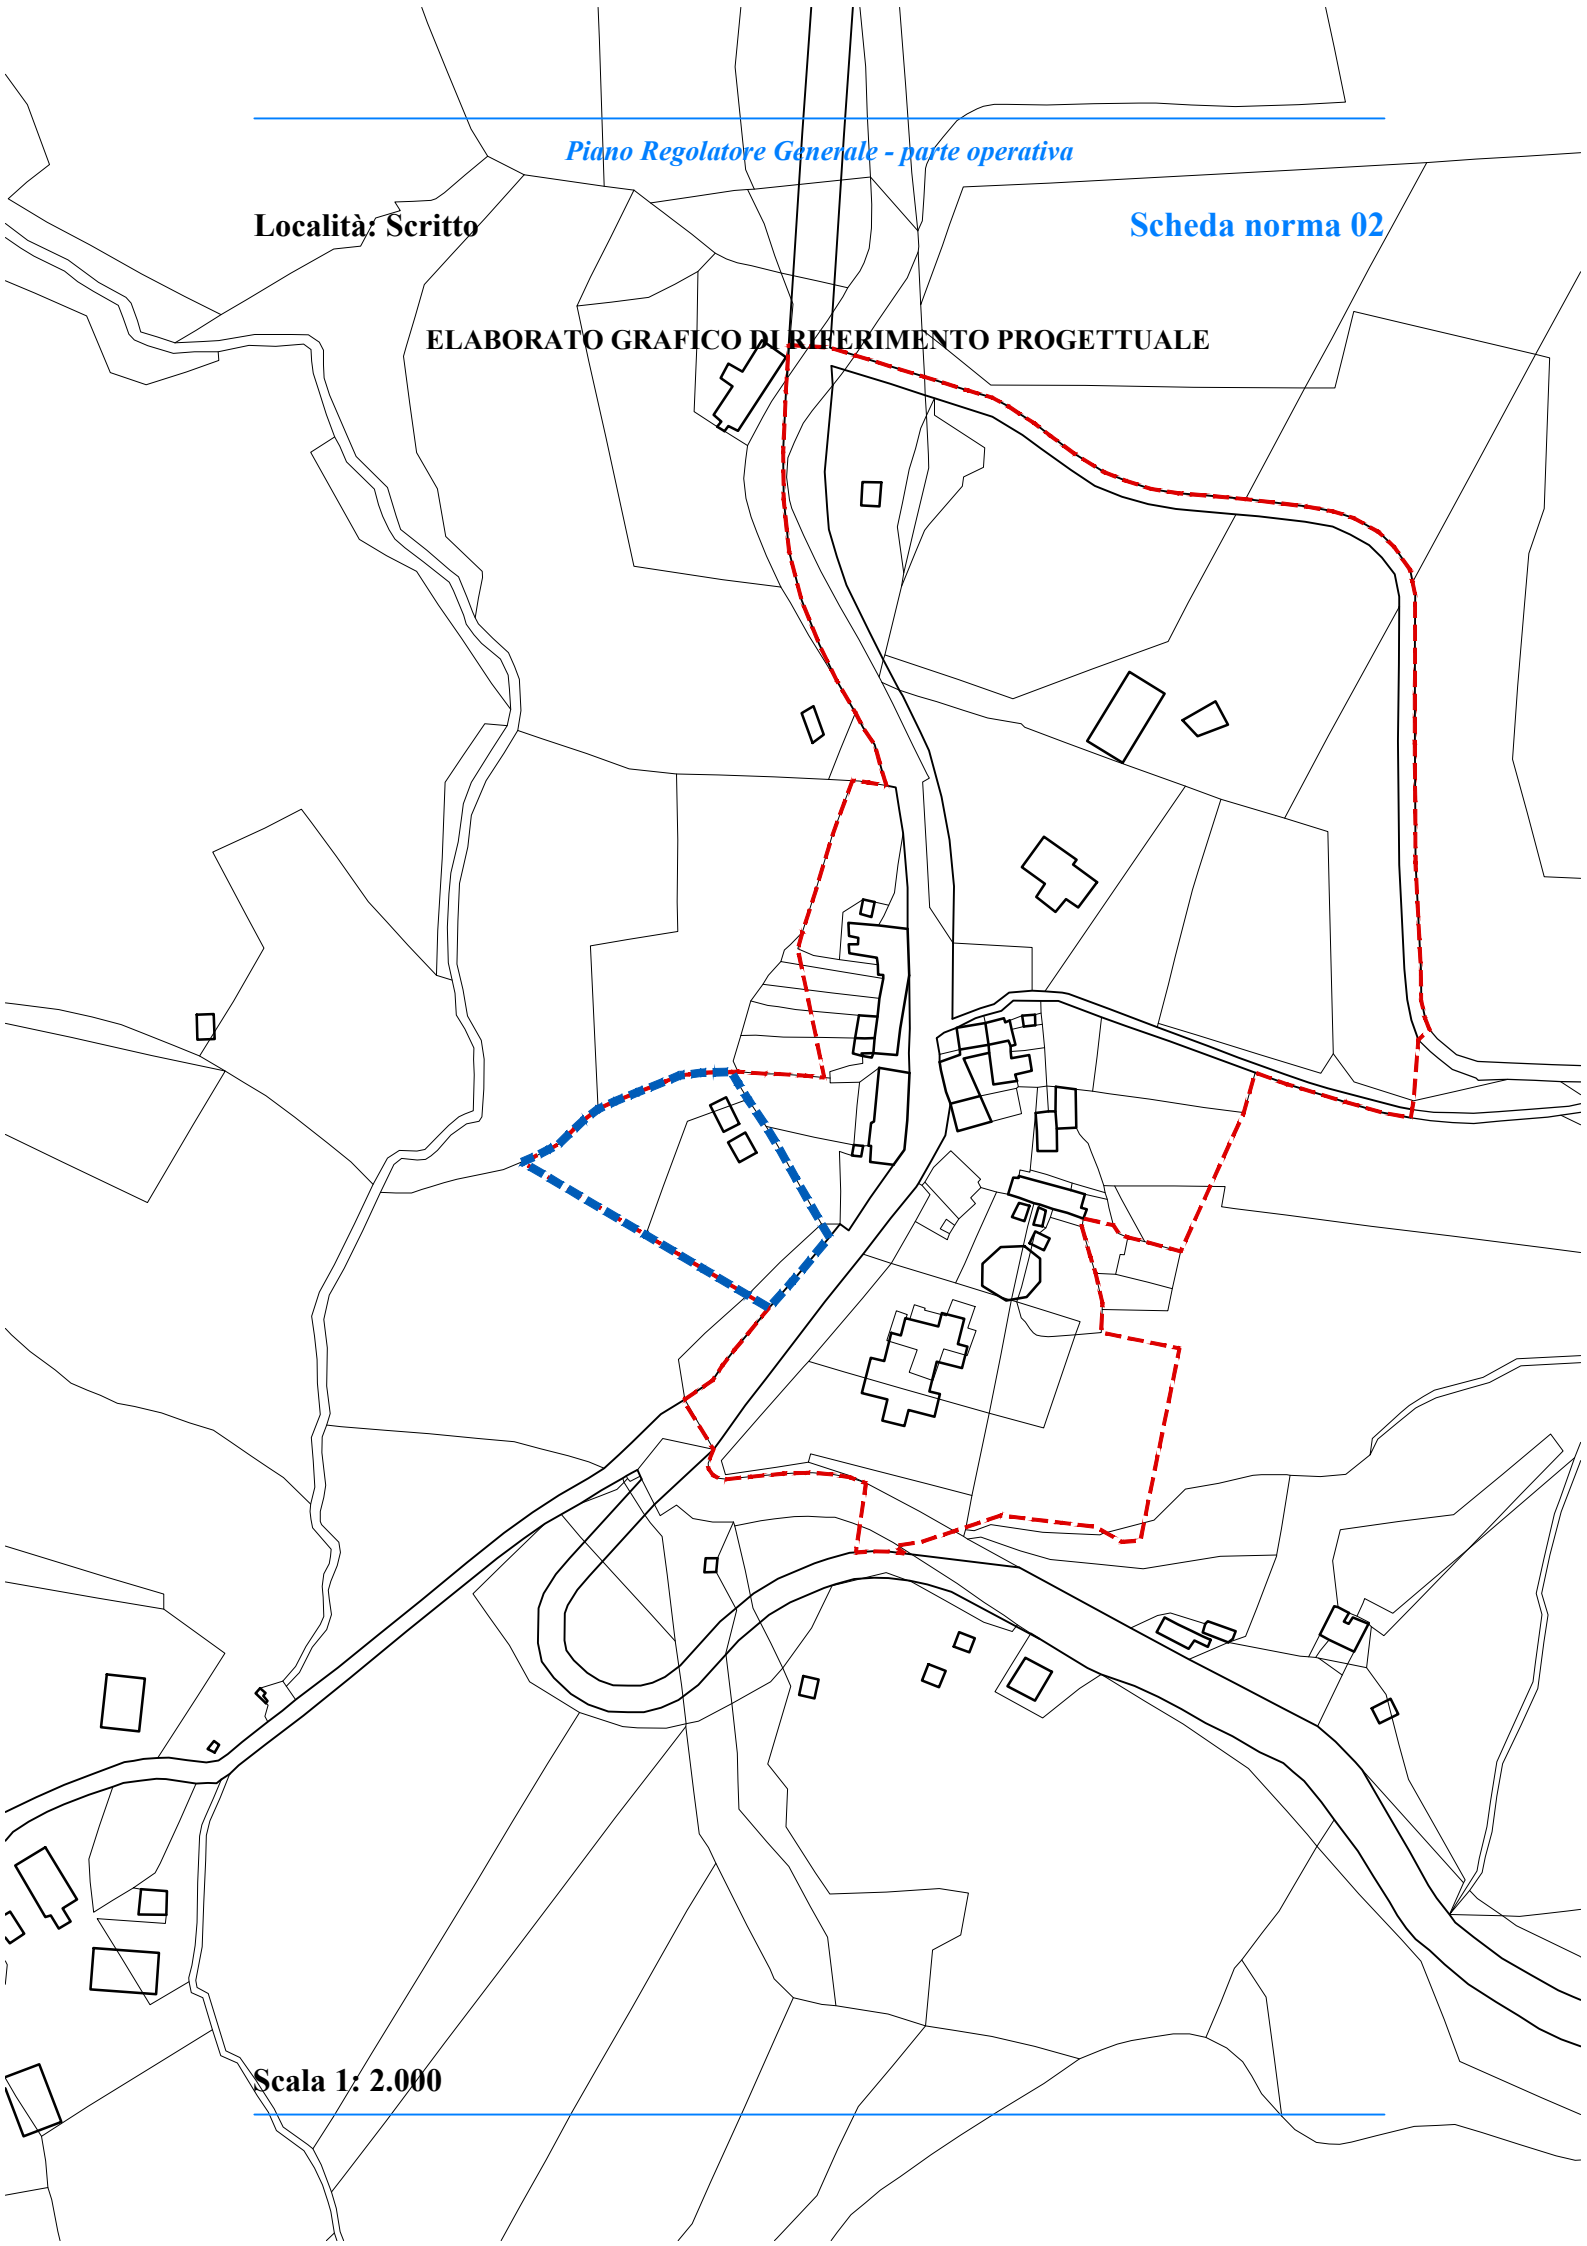 Piano Regolatore Generale - parte operativa
Località: Scritto
Scheda norma 02
ELABORATO GRAFICO DI RIFERIMENTO PROGETTUALE
Scala 1: 2.000